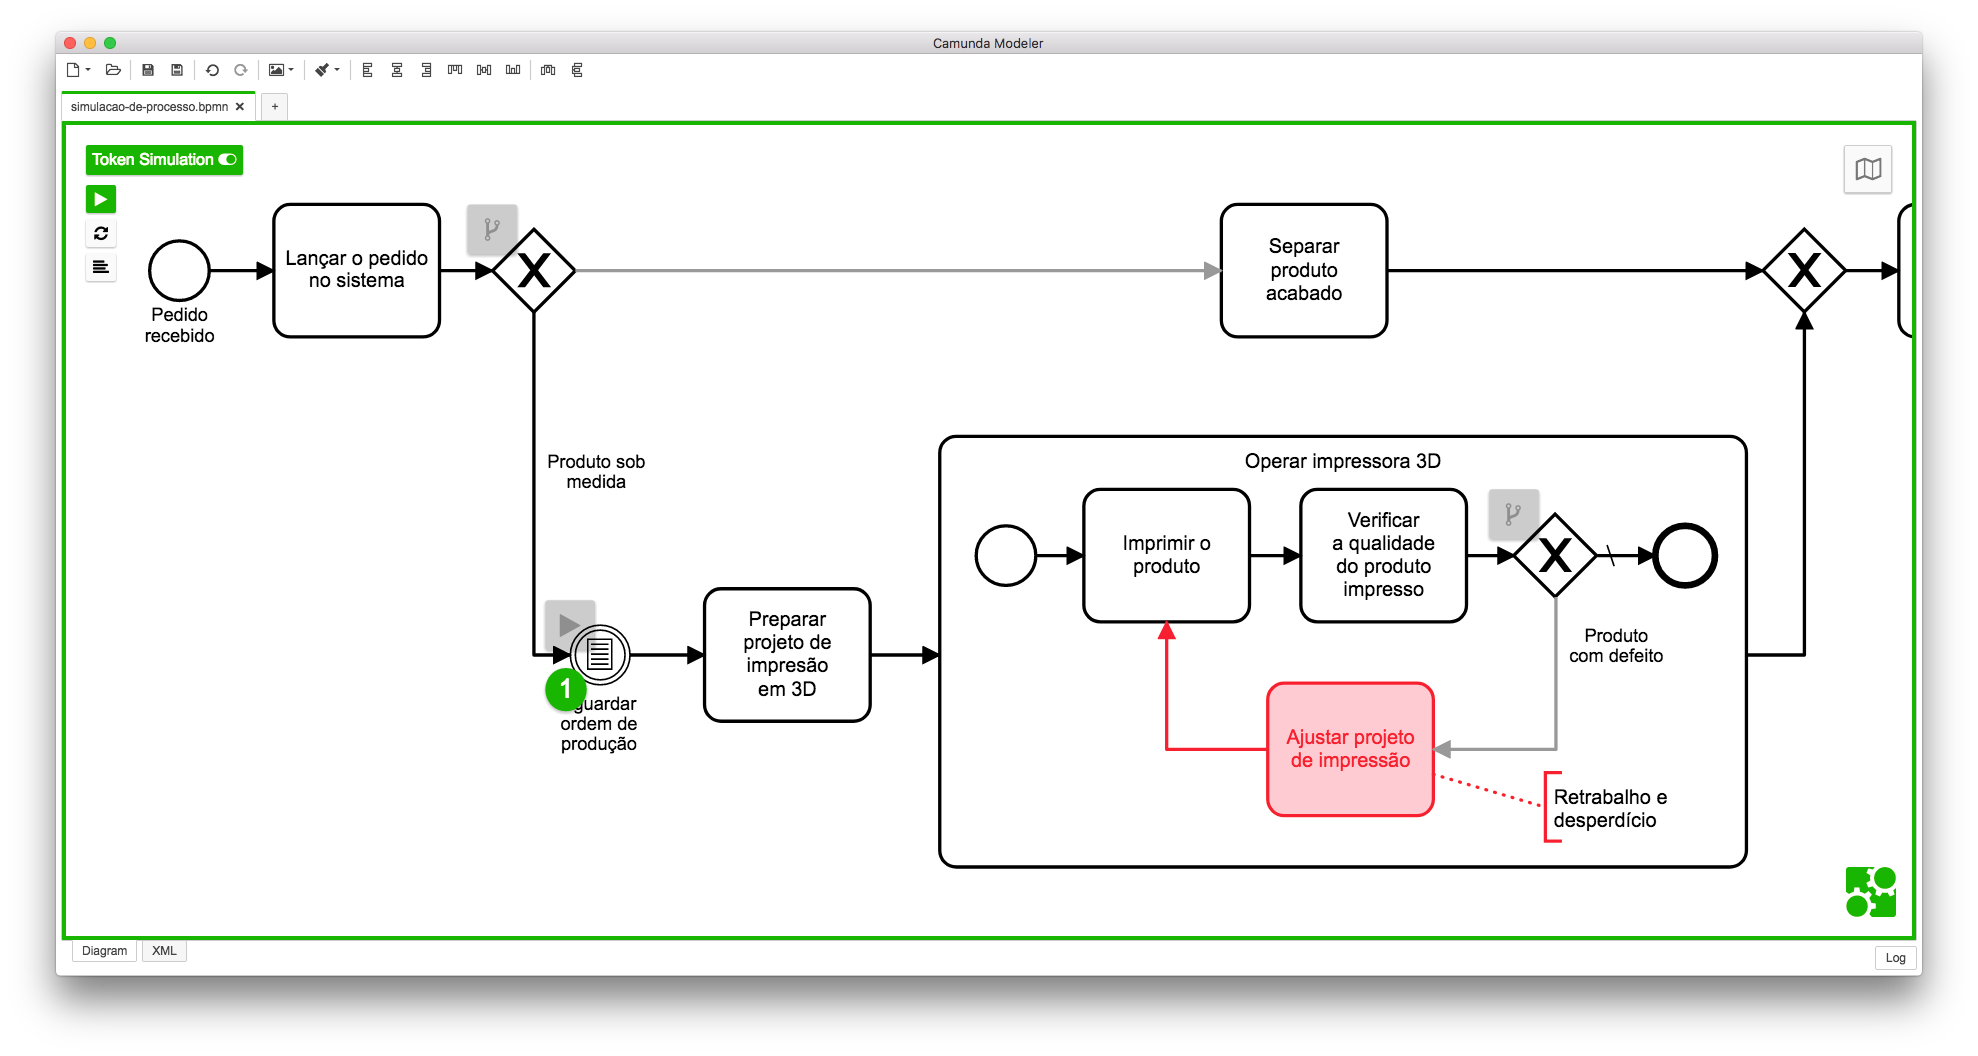 Camunda Modeler
simulacao-de-processo.bpmn
Token Simulation
Pedido
recebido
Lançar o pedido
no sistema
X
Separar
produto
acabado
X
Produto sob
medida
1
guardar
ordem de
produção
Preparar
projeto de
impresão
em 3D
Operar impressora 3D
Imprimir o
produto
Verificar
a qualidade
do produto
impresso
X
Produto
com defeito
Ajustar projeto
de impressão
Retrabalho e
desperdício
Diagram
XML
Log